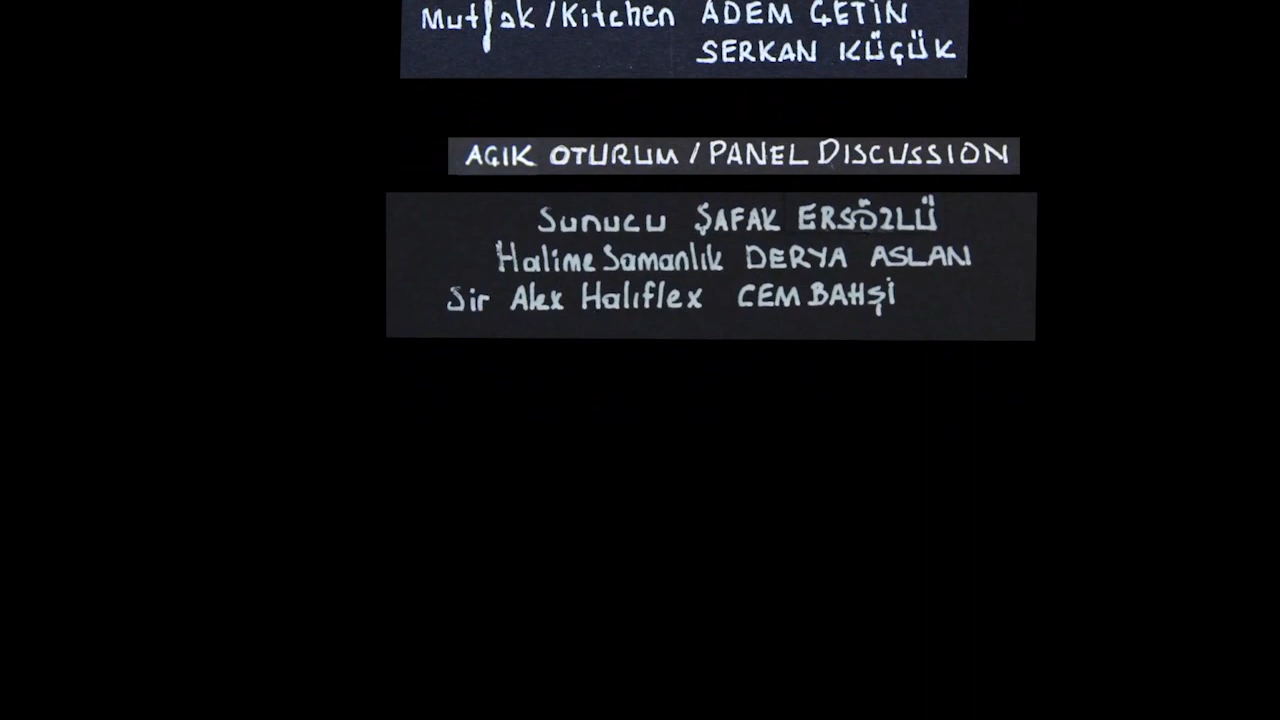 Mutfak / Kitchen ADEM ÇETİN
SERKAN KÜÇÜK
AÇIK OTURUM / PANEL DISCUSSION
Sunucu ŞAFAK ERSÖZLÜ
Halime Samanlık DERYA ASLAN
Sir Alex Halıflex CEM BAHŞİ